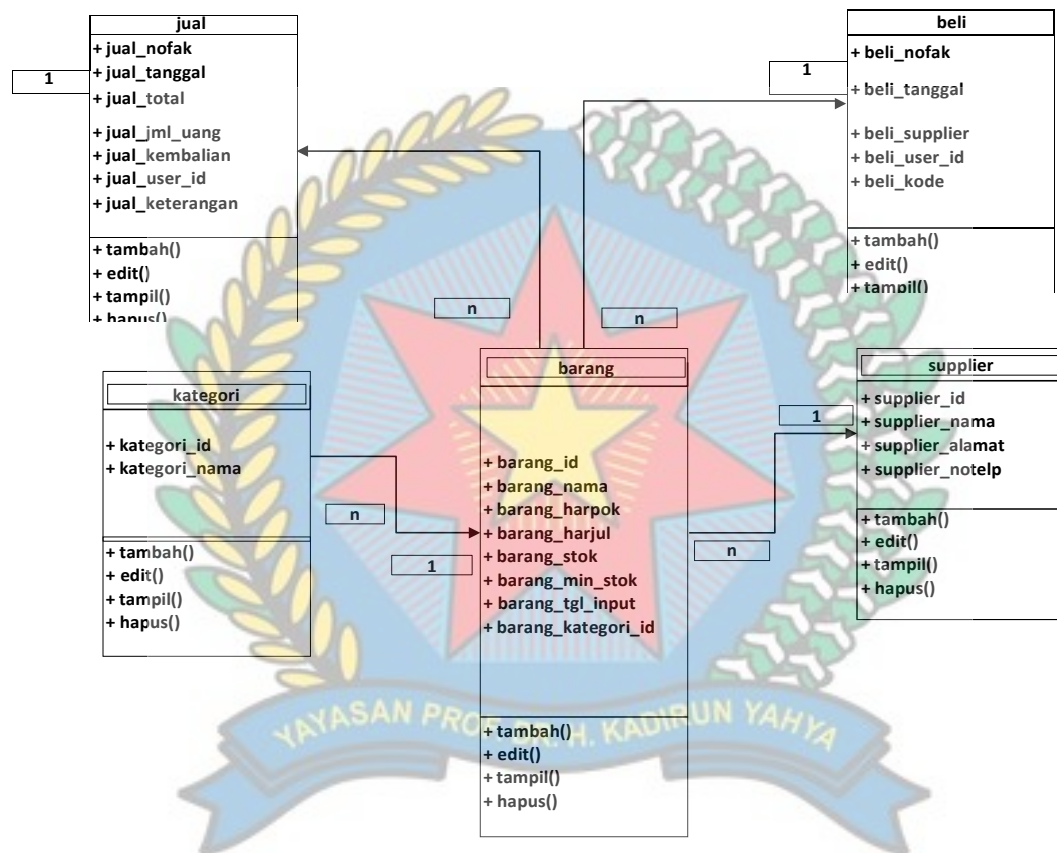 jual
+ jual_nofak
+ jual_tanggal
+ jual_total
+ jual_jml_uang
+ jual_kembalian
+ jual_user_id
+ jual_keterangan
+ tambah()
+ edit()
+ tampil()
+ hapus()
1
beli
+ beli_nofak
+ beli_tanggal
+ beli_supplier
+ beli_user_id
+ beli_kode
+ tambah()
+ edit()
+ tampil()
1
n
n
kategori
+ kategori_id
+ kategori_nama
+ tambah()
+ edit()
+ tampil()
+ hapus()
n
1
barang
+ barang_id
+ barang_nama
+ barang_harpok
+ barang_harjul
+ barang_stok
+ barang_min_stok
+ barang_tgl_input
+ barang_kategori_id
+ tambah()
+ edit()
+ tampil()
+ hapus()
1
n
supplier
+ supplier_id
+ supplier_nama
+ supplier_alamat
+ supplier_notelp
+ tambah()
+ edit()
+ tampil()
+ hapus()
YAYASAN PROF. DR. H. KADIRUN YAHYA